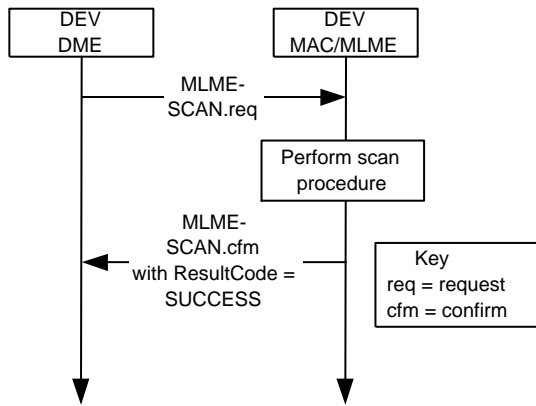 DEV
DME
DEV
MAC/MLME
MLME-
SCAN.req
Perform scan
procedure
MLME-
SCAN.cfm
with ResultCode =
SUCCESS
Key
req = request
cfm = confirm